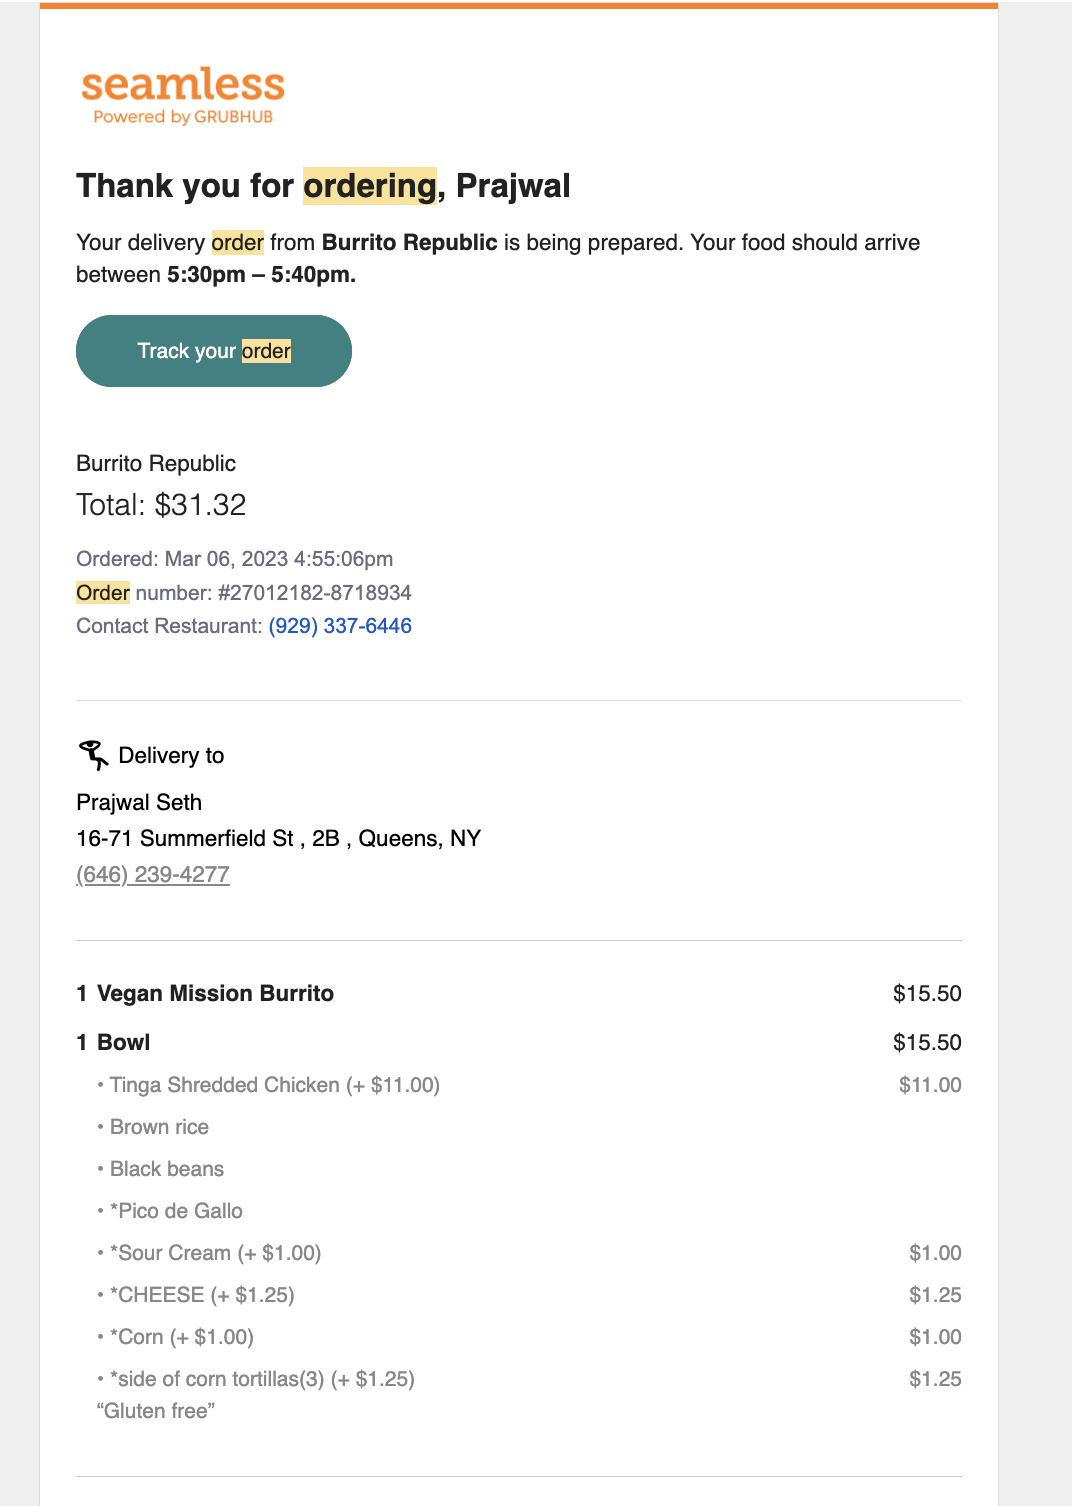 seamless
Powered by GRUBHUB
Thank you for ordering, Prajwal
Your delivery order from Burrito Republic is being prepared. Your food should arrive
between 5:30pm – 5:40pm.
Track your order
Burrito Republic
Total: $31.32
Ordered: Mar 06, 2023 4:55:06pm
Order number: #27012182-8718934
Contact Restaurant: (929) 337-6446
Delivery to
Prajwal Seth
16-71 Summerfield St , 2B , Queens, NY
(646) 239-4277
1 Vegan Mission Burrito $15.50
1 Bowl $15.50
• Tinga Shredded Chicken (+ $11.00) $11.00
• Brown rice
• Black beans
• *Pico de Gallo
• *Sour Cream (+ $1.00) $1.00
• *CHEESE (+ $1.25) $1.25
• *Corn (+ $1.00) $1.00
• *side of corn tortillas(3) (+ $1.25) $1.25
“Gluten free”